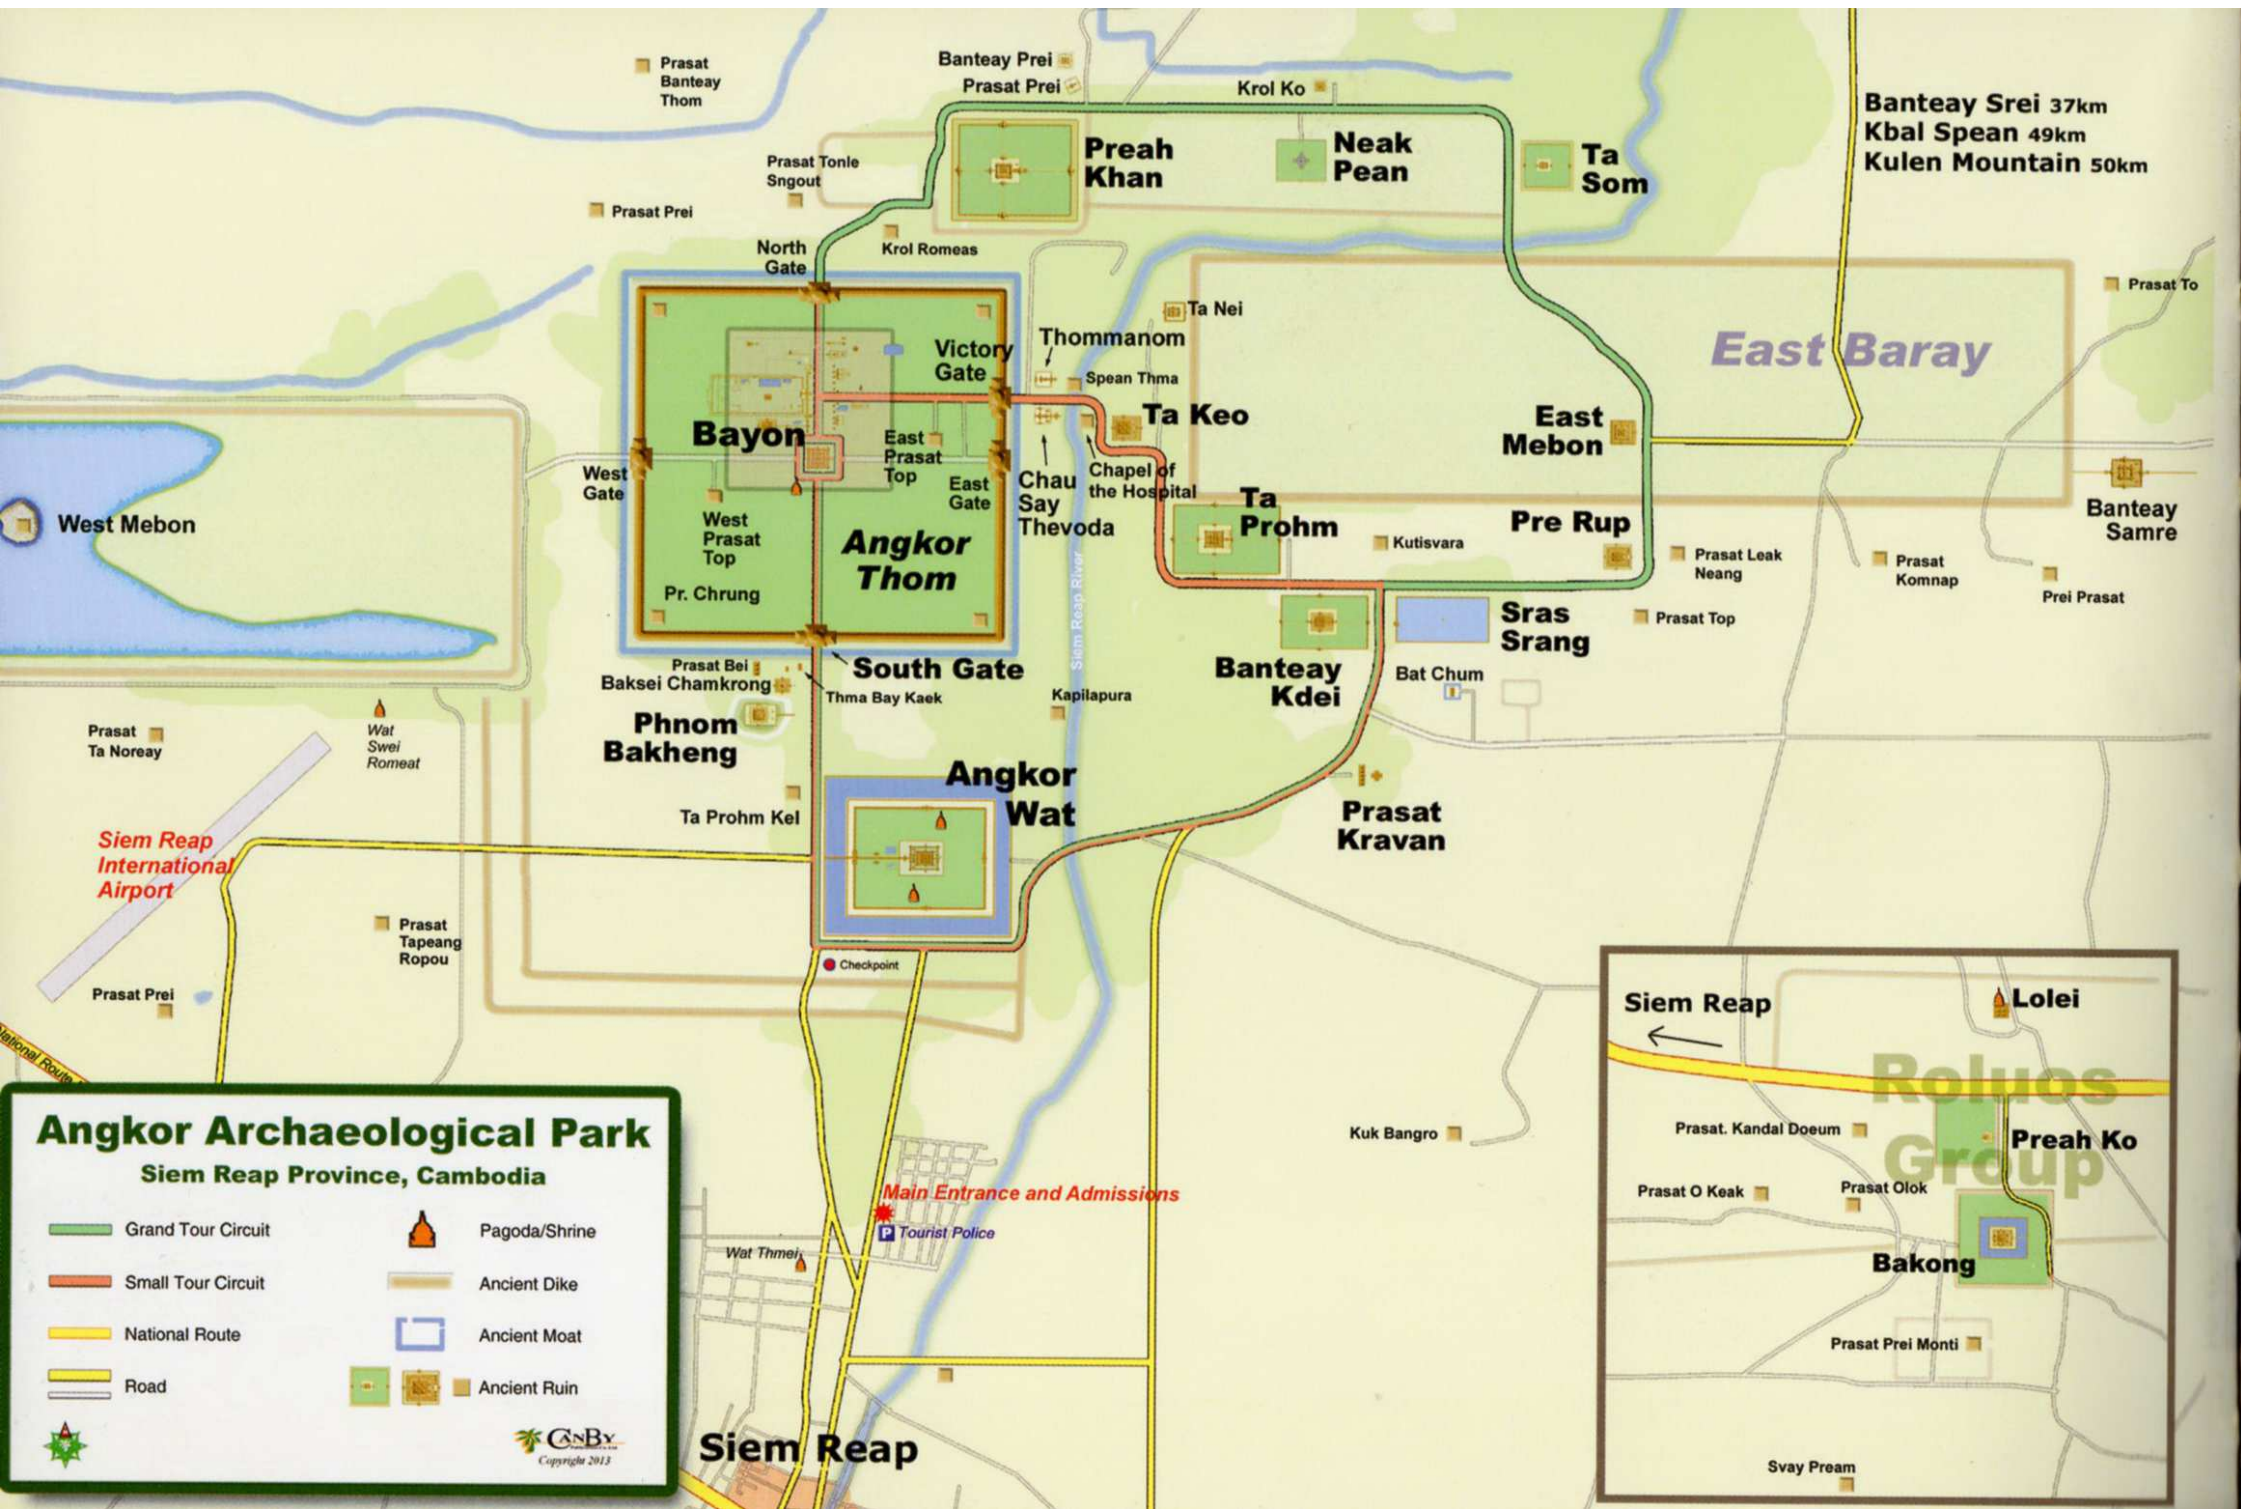 Prasat
Banteay
Thom
Banteay Prei
Prasat Prei
Krol Ko
Banteay Srei 37km
Kbal Spean 49km
Kulen Mountain 50km
Preah
Khan
Neak
Pean
Ta
Som
Prasat Tonle
Sngout
Prasat Prei
North
Gate
Krol Romeas
Prasat To
Ta Nei
Thommanom
Victory
Gate
Spean Thma
East Baray
Ta Keo
East
Mebon
Bayon
East
Prasat
Top
West
Gate
East
Gate
Chau
Say
Thevoda
Chapel of
the Hospital
Ta
Prohm
Pre Rup
Banteay
Samre
West Mebon
West
Prasat
Top
Angkor
Thom
Kutisvara
Prasat Leak
Neang
Prasat
Komnap
Prei Prasat
Pr. Chrung
Siem Reap River
Sras
Srang
Prasat Top
Prasat Bei
Baksei Chamkrong
South Gate
Thma Bay Kaek
Kapilapura
Banteay
Kdei
Bat Chum
Phnom
Bakheng
Prasat
Ta Noreay
Wat
Swei
Romeat
Angkor
Wat
Ta Prohm Kel
Prasat
Kravan
Siem Reap
International
Airport
Prasat
Tapeang
Ropou
Checkpoint
Prasat Prei
National Route
Siem Reap
Lolei
Roluos
Group
Prasat. Kandal Doeum
Preah Ko
Prasat O Keak
Prasat Olok
Bakong
Prasat Prei Monti
Svay Pream
Kuk Bangro
Main Entrance and Admissions
P Tourist Police
Wat Thmei
Siem Reap
Angkor Archaeological Park
Siem Reap Province, Cambodia
Grand Tour Circuit
Pagoda/Shrine
Small Tour Circuit
Ancient Dike
National Route
Ancient Moat
Road
Ancient Ruin
CanBy
Copyright 2013